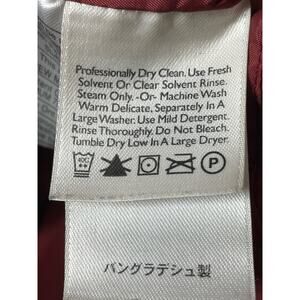 Professionally Dry Clean. Use Fresh
Solvent Or Clear Solvent Rinse.
Steam Only. -Or- Machine Wash
Warm Delicate, Separately In A
Large Washer. Use Mild Detergent.
Rinse Thoroughly. Do Not Bleach.
Tumble Dry Low In A Large Dryer.
40C P
バングラデシュ製